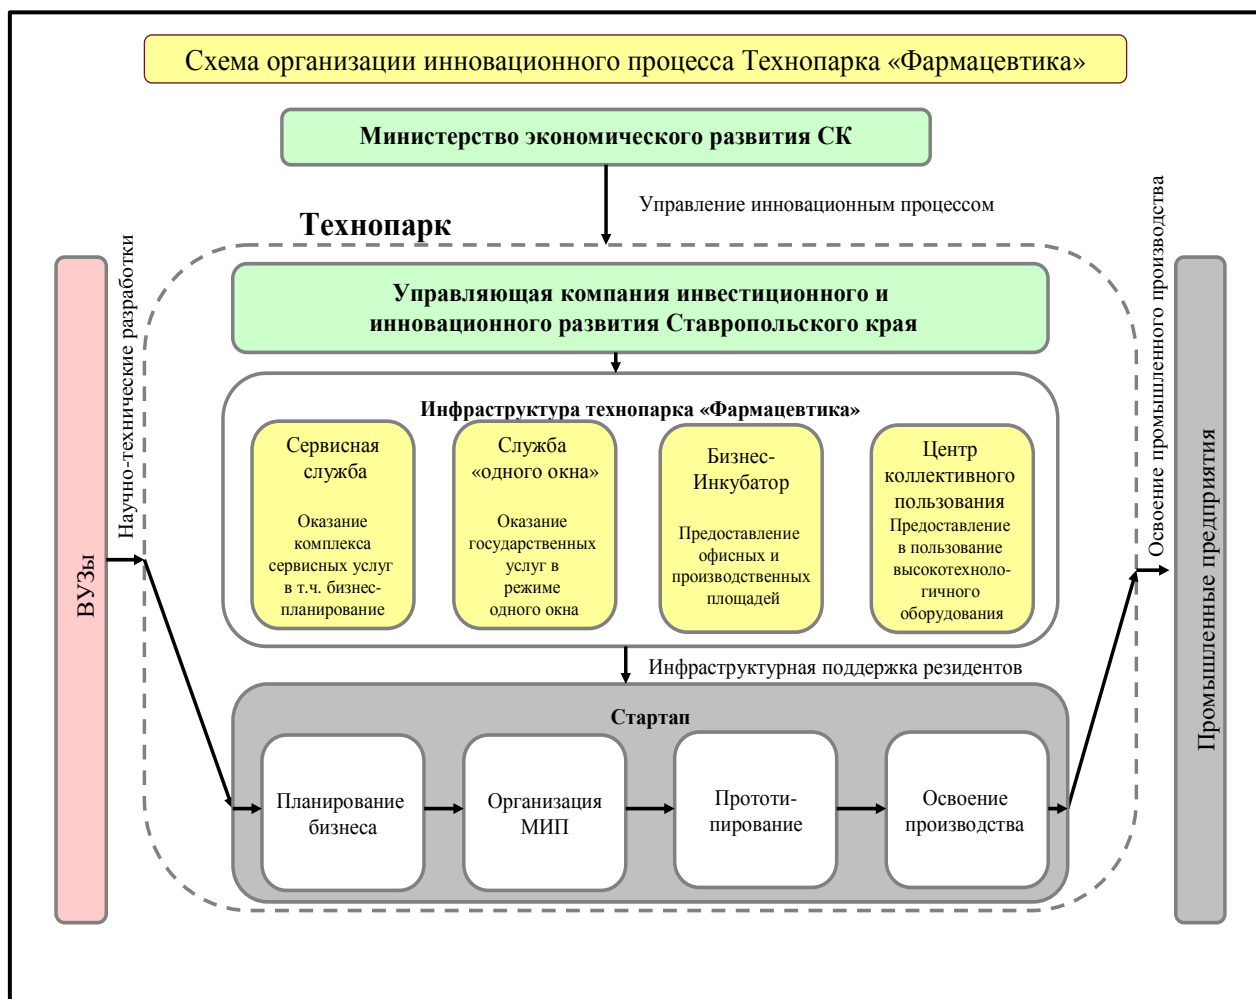 Схема организации инновационного процесса Технопарка «Фармацевтика»
Министерство экономического развития СК
Управление инновационным процессом
Технопарк
ВУЗы
Научно-технические разработки
Управляющая компания инвестиционного и
инновационного развития Ставропольского края
Инфраструктура технопарка «Фармацевтика»
Сервисная
служба
Оказание
комплекса
сервисных услуг
в т.ч. бизнес-
планирование
Служба
«одного окна»
Оказание
государственных
услуг в
режиме
одного окна
Бизнес-
Инкубатор
Предоставление
офисных и
производственных
площадей
Центр
коллективного
пользования
Предоставление
в пользование
высокотехноло-
гичного
оборудования
Инфраструктурная поддержка резидентов
Стартап
Планирование
бизнеса
Организация
МИП
Прототи-
пирование
Освоение
производства
Освоение промышленного производства
Промышленные предприятия